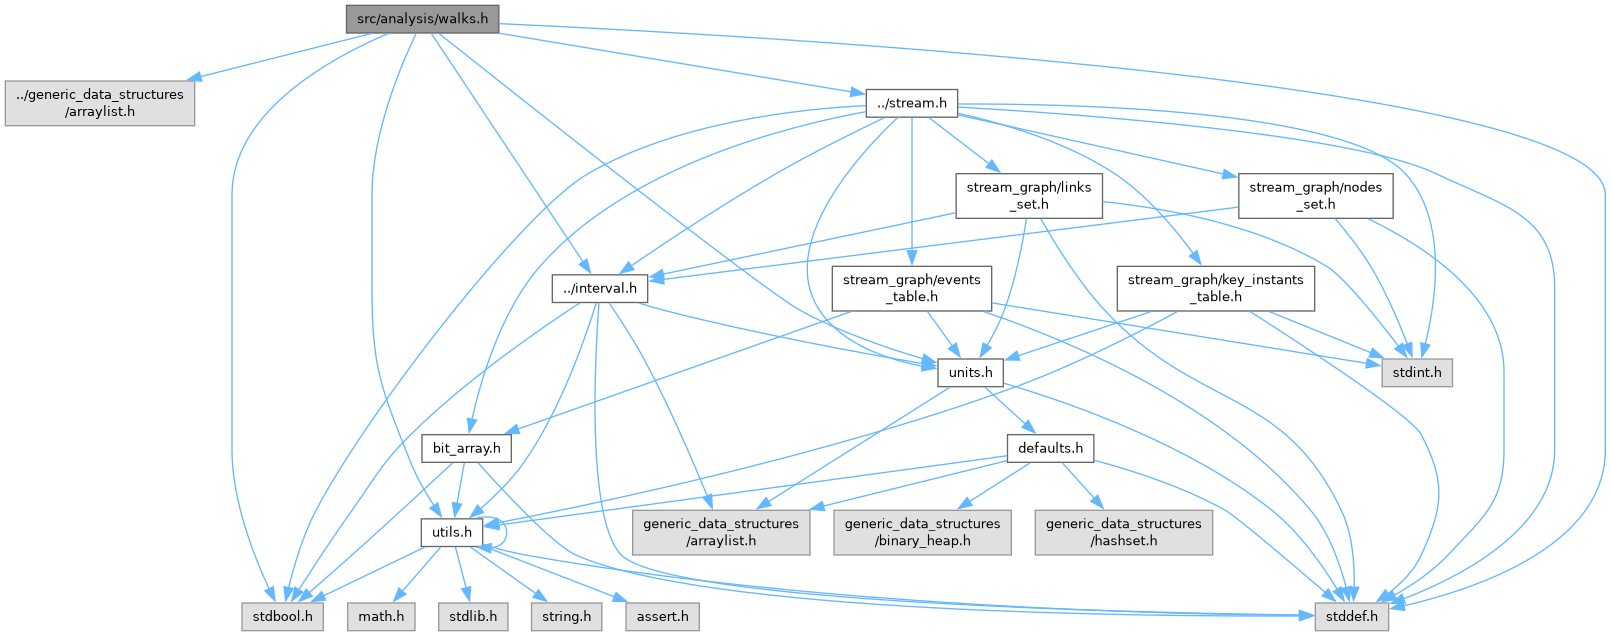 src/analysis/walks.h
../generic_data_structures
/arraylist.h
../stream.h
stream_graph/links
_set.h
stream_graph/nodes
_set.h
../interval.h
stream_graph/events
_table.h
stream_graph/key_instants
_table.h
units.h
stdint.h
bit_array.h
defaults.h
utils.h
generic_data_structures
/arraylist.h
generic_data_structures
/binary_heap.h
generic_data_structures
/hashset.h
stdbool.h
math.h
stdlib.h
string.h
assert.h
stddef.h